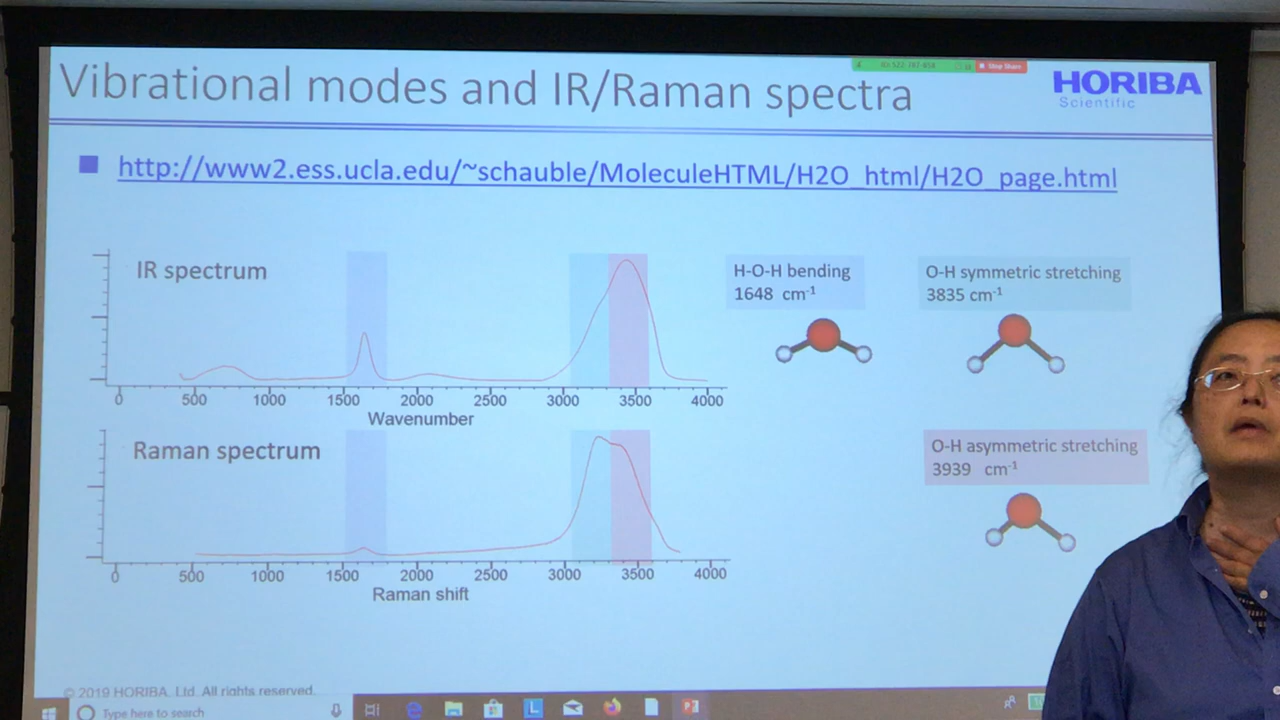 Vibrational modes and IR/Raman spectra
Stop Share
HORIBA
Scientific
http://www2.ess.ucla.edu/~schauble/MoleculeHTML/H2O_html/H2O_page.html
IR spectrum
0 500 1000 1500 2000 2500 3000 3500 4000
Wavenumber
H-O-H bending
1648 cm-1
O-H symmetric stretching
3835 cm-1
Raman spectrum
0 500 1000 1500 2000 2500 3000 3500 4000
Raman shift
O-H asymmetric stretching
3939 cm-1
© 2019 HORIBA, Ltd. All rights reserved.
Type here to search